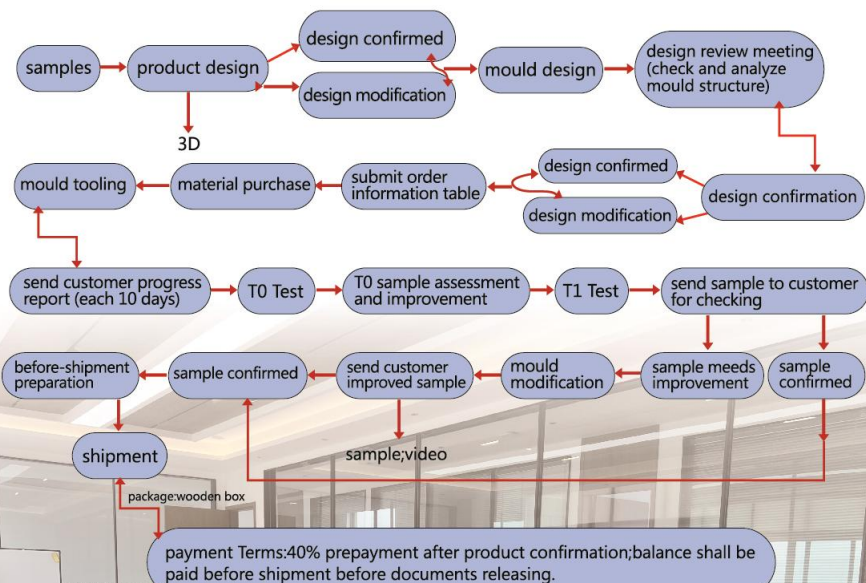 samples
product design
design confirmed
design modification
mould design
design review meeting
(check and analyze
mould structure)
3D
mould tooling
material purchase
submit order
information table
design confirmed
design modification
design confirmation
send customer progress
report (each 10 days)
T0 Test
T0 sample assessment
and improvement
T1 Test
send sample to customer
for checking
before-shipment
preparation
sample confirmed
send customer
improved sample
mould
modification
sample meets
improvement
sample
confirmed
shipment
sample;video
package:wooden box
payment Terms:40% prepayment after product confirmation;balance shall be
paid before shipment before documents releasing.